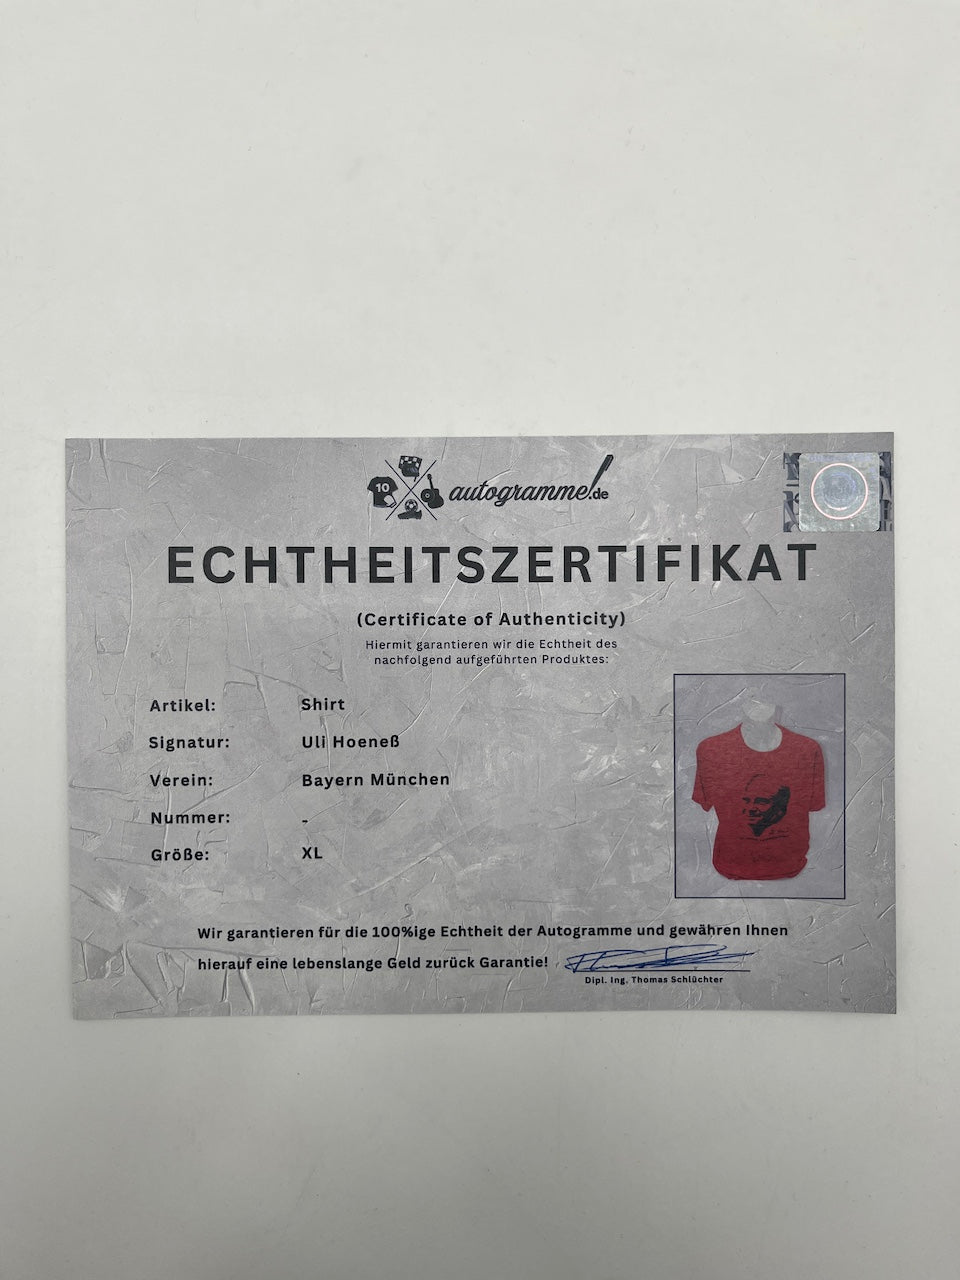 10
autogramme!.de
ECHTHEITSZERTIFIKAT
(Certificate of Authenticity)
Hiermit garantieren wir die Echtheit des
nachfolgend aufgeführten Produktes:
Artikel: Shirt
Signatur: Uli Hoeneß
Verein: Bayern München
Nummer: -
Größe: XL
Wir garantieren für die 100%ige Echtheit der Autogramme und gewähren Ihnen
hierauf eine lebenslange Geld zurück Garantie!
Dipl. Ing. Thomas Schlüchter